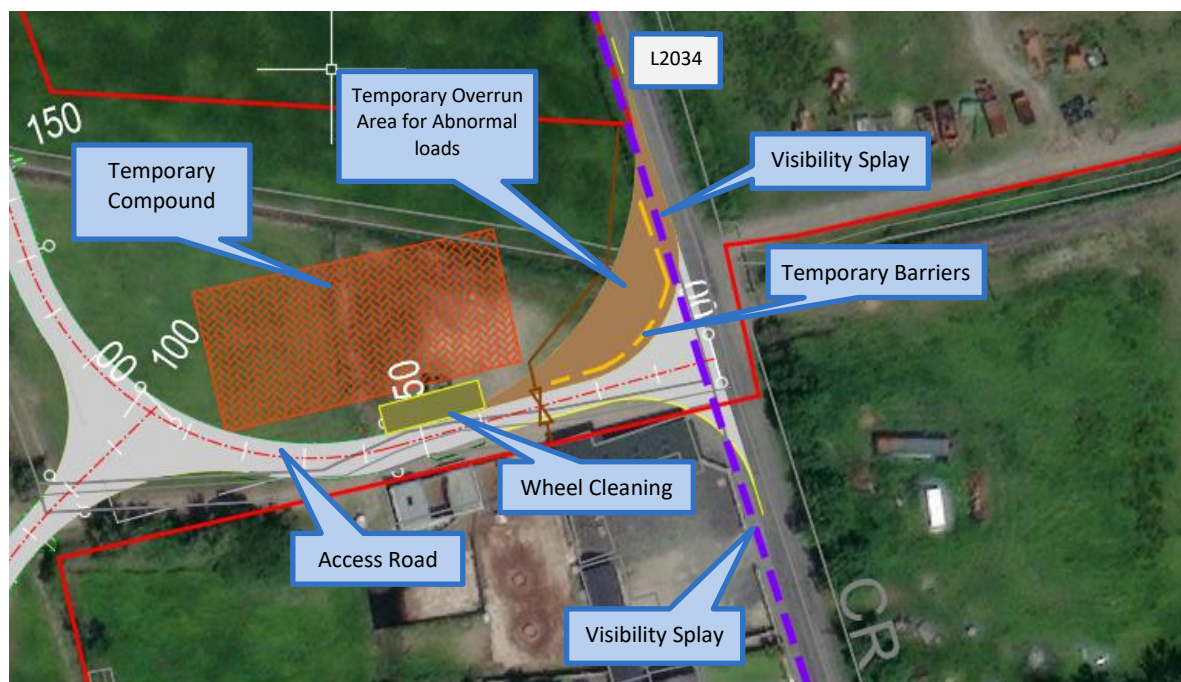 L2034
150
Temporary Overrun
Area for Abnormal
loads
Visibility Splay
Temporary
Compound
Temporary Barriers
100
50
Wheel Cleaning
Access Road
Visibility Splay
CR